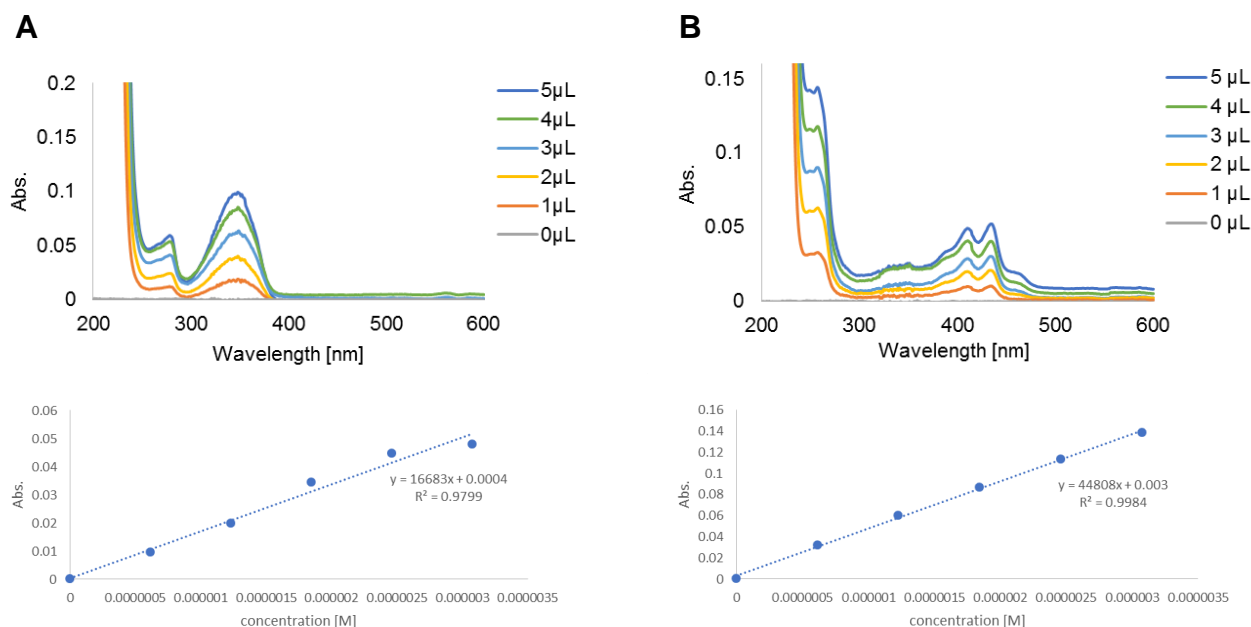 A
Abs.
0.2
0.15
0.1
0.05
0
200 300 400 500 600
Wavelength [nm]
5µL
4µL
3µL
2µL
1µL
0µL
B
Abs.
0.15
0.1
0.05
0
200 300 400 500 600
Wavelength [nm]
5 µL
4 µL
3 µL
2 µL
1 µL
0 µL
Abs.
0.06
0.05
0.04
0.03
0.02
0.01
0
y = 16683x + 0.0004
R² = 0.9799
0 0.0000005 0.000001 0.0000015 0.000002 0.0000025 0.000003 0.0000035
concentration [M]
Abs.
0.16
0.14
0.12
0.1
0.08
0.06
0.04
0.02
0
y = 44808x + 0.003
R² = 0.9984
0 0.0000005 0.000001 0.0000015 0.000002 0.0000025 0.000003 0.0000035
concentration [M]